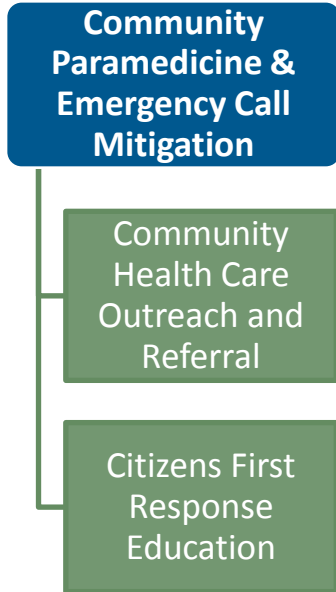 Community
Paramedicine &
Emergency Call
Mitigation
Community
Health Care
Outreach and
Referral
Citizens First
Response
Education